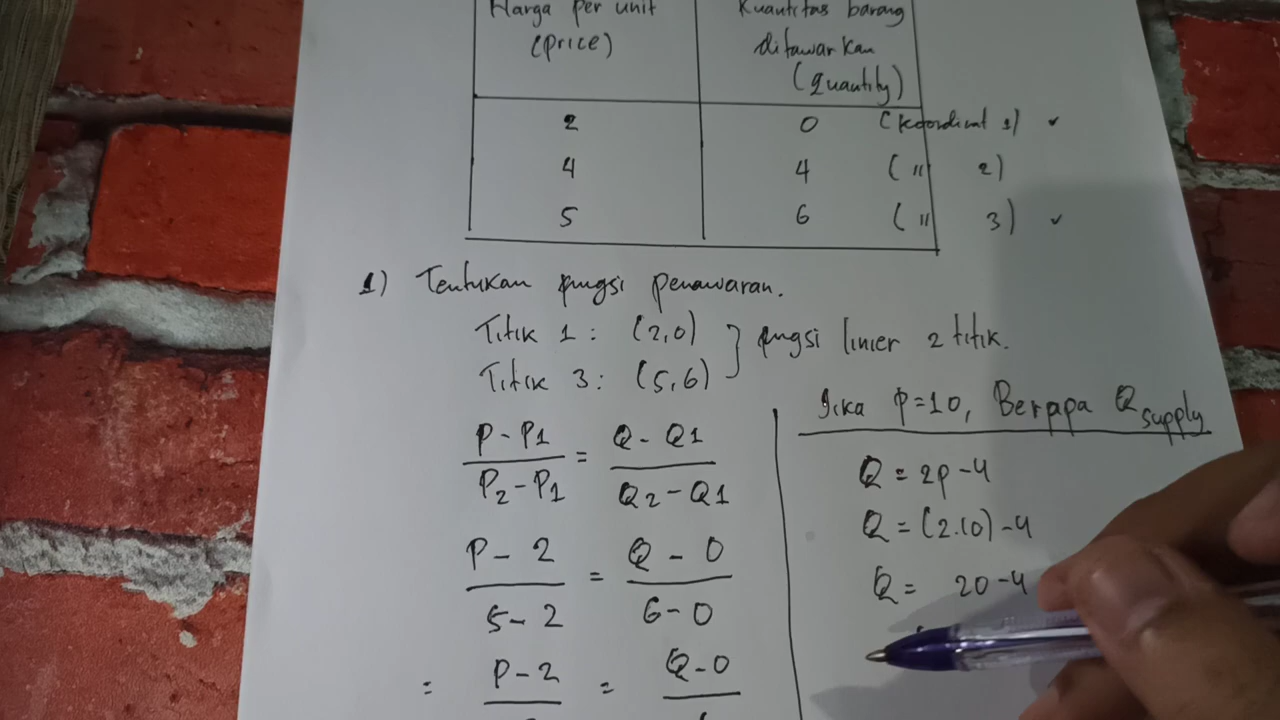 Harga per unit
(price)
Kuantitas barang
ditawarkan
(quantity)
2 0 (Koordinat 1) ✓
4 4 ( " 2)
5 6 ( " 3) ✓
1) Tentukan fungsi penawaran.
Titik 1 : (2,0)
Titik 3 : (5,6)
} fungsi linier 2 titik.
P - P1 / P2 - P1 = Q - Q1 / Q2 - Q1
P - 2 / 5 - 2 = Q - 0 / 6 - 0
= P - 2 = Q - 0
Jika P=10, Berapa Q supply
Q = 2P - 4
Q = (2.10) - 4
Q = 20 - 4